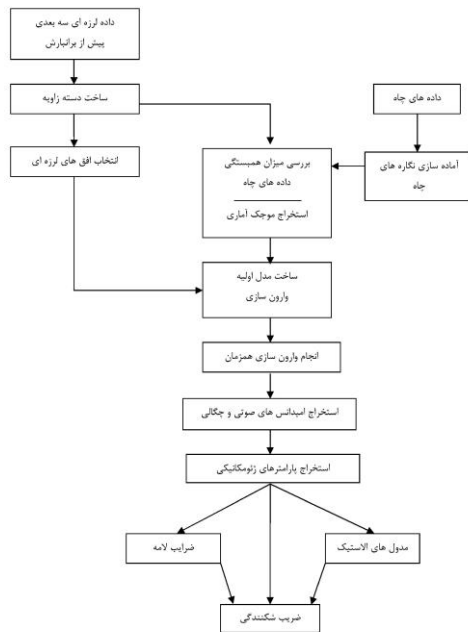 داده لرزه ای سه بعدی
پیش از برانبارش
ساخت دسته زاویه
داده های چاه
انتخاب افق های لرزه ای
بررسی میزان همبستگی
داده های چاه
استخراج موجک آماری
آماده سازی نگاره های
چاه
ساخت مدل اولیه
وارون سازی
انجام وارون سازی همزمان
استخراج امپدانس های صوتی و چگالی
استخراج پارامترهای ژئومکانیکی
ضرایب لامه
مدول های الاستیک
ضریب شکنندگی